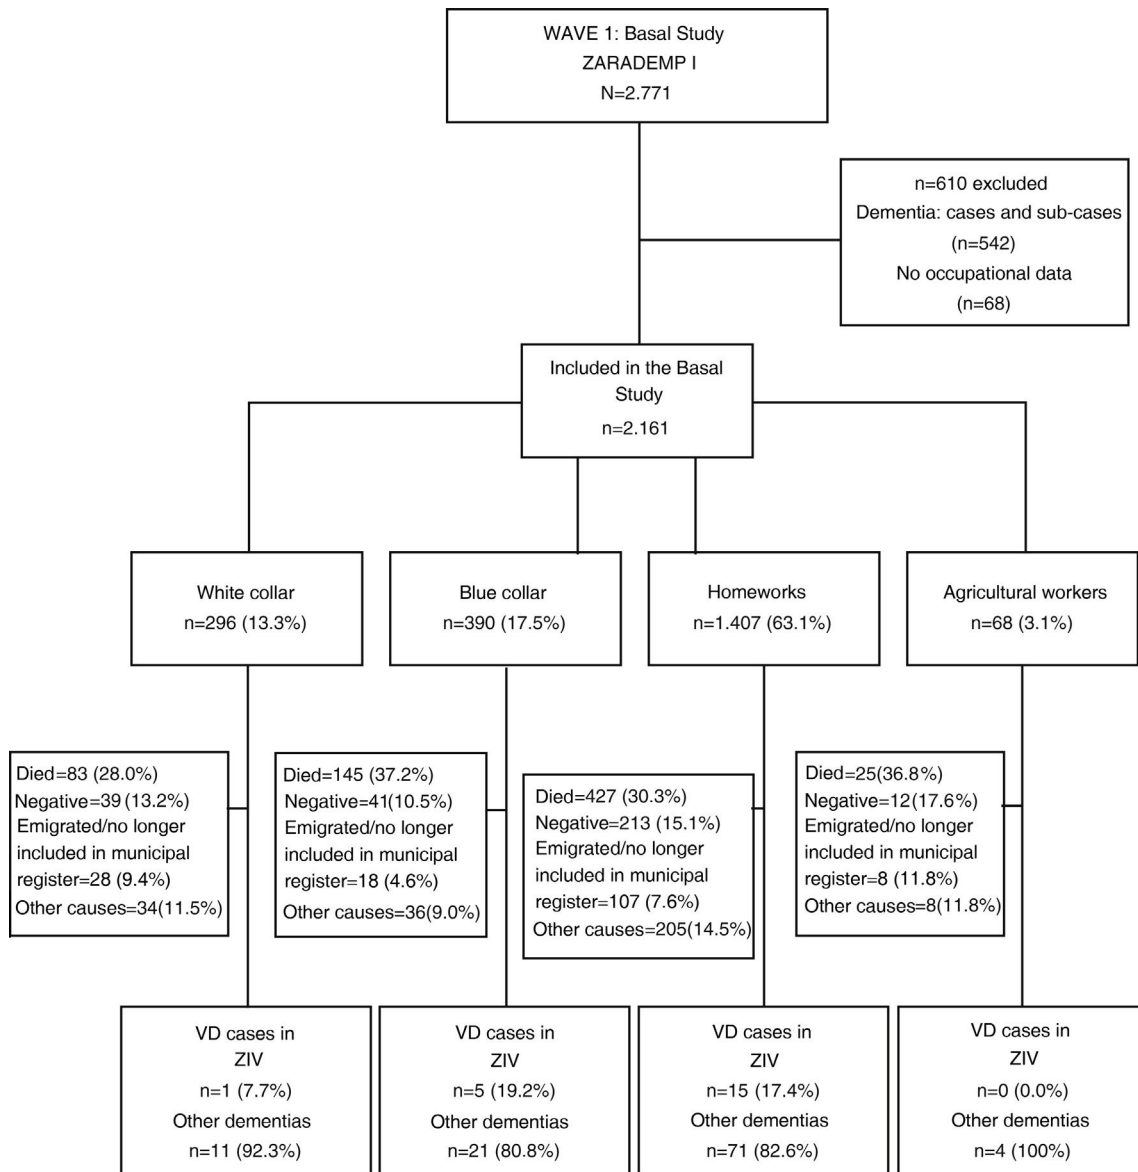 WAVE 1: Basal Study
ZARADEMP I
N=2.771
n=610 excluded
Dementia: cases and sub-cases
(n=542)
No occupational data
(n=68)
Included in the Basal
Study
n=2.161
White collar
n=296 (13.3%)
Blue collar
n=390 (17.5%)
Homeworks
n=1.407 (63.1%)
Agricultural workers
n=68 (3.1%)
Died=83 (28.0%)
Negative=39 (13.2%)
Emigrated/no longer
included in municipal
register=28 (9.4%)
Other causes=34(11.5%)
Died=145 (37.2%)
Negative=41(10.5%)
Emigrated/no longer
included in municipal
register=18 (4.6%)
Other causes=36(9.0%)
Died=427 (30.3%)
Negative=213 (15.1%)
Emigrated/no longer
included in municipal
register=107 (7.6%)
Other causes=205(14.5%)
Died=25(36.8%)
Negative=12(17.6%)
Emigrated/no longer
included in municipal
register=8 (11.8%)
Other causes=8(11.8%)
VD cases in
ZIV
n=1 (7.7%)
Other dementias
n=11 (92.3%)
VD cases in
ZIV
n=5 (19.2%)
Other dementias
n=21 (80.8%)
VD cases in
ZIV
n=15 (17.4%)
Other dementias
n=71 (82.6%)
VD cases in
ZIV
n=0 (0.0%)
Other dementias
n=4 (100%)